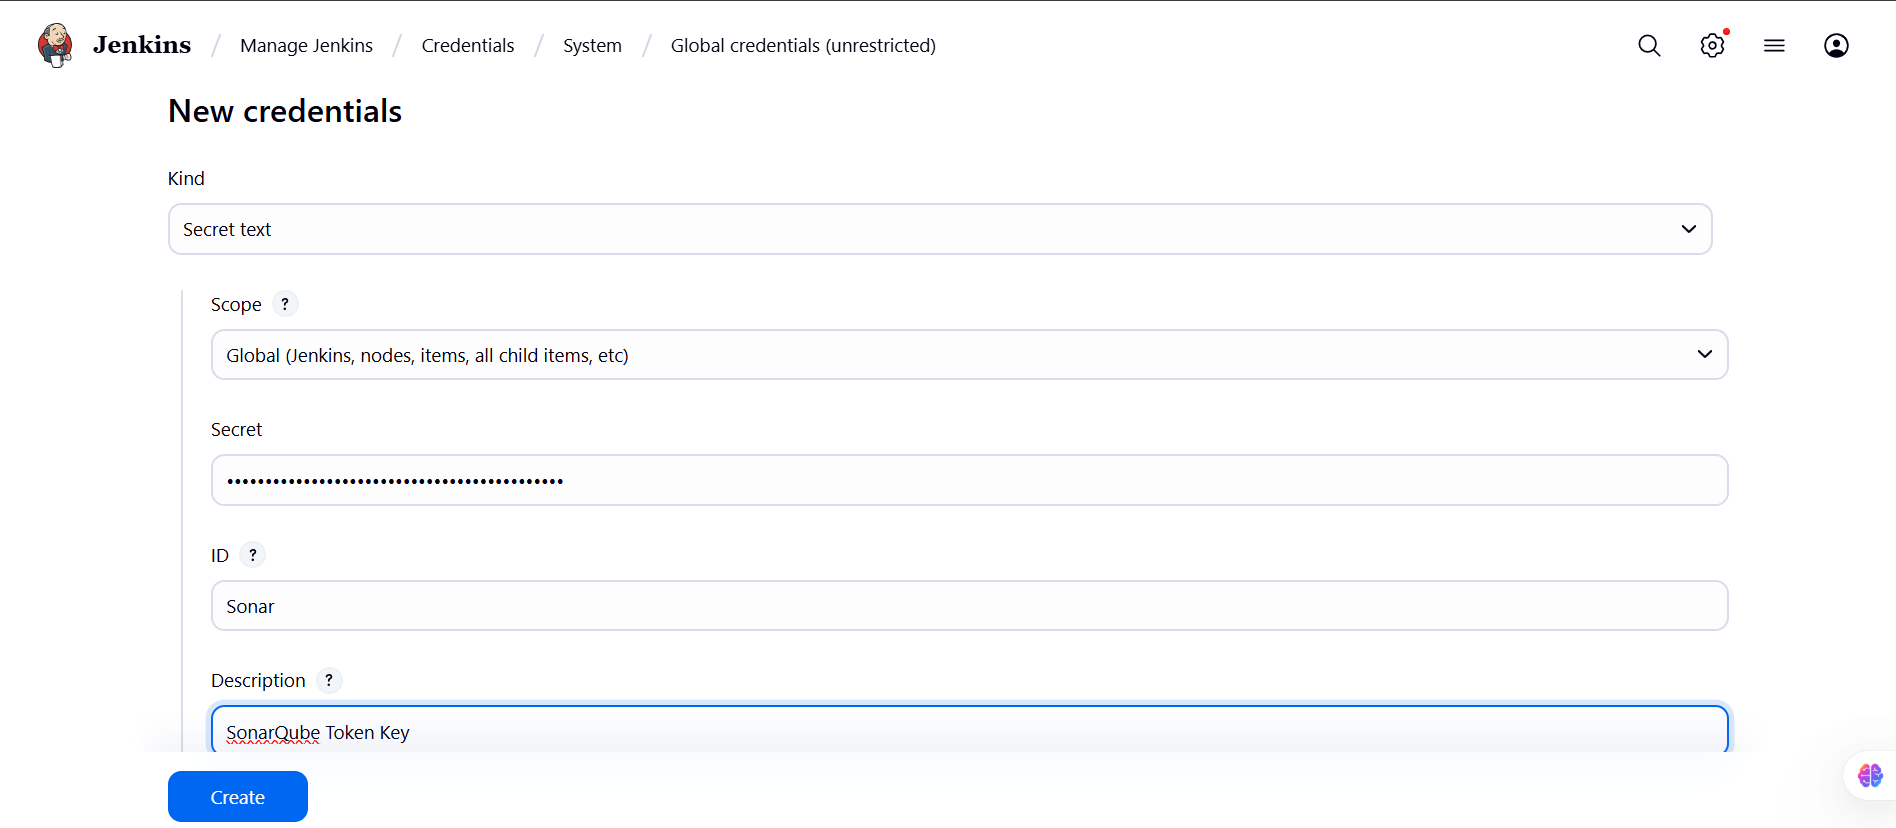 Jenkins / Manage Jenkins / Credentials / System / Global credentials (unrestricted)
New credentials
Kind
Secret text
Scope ?
Global (Jenkins, nodes, items, all child items, etc)
Secret
••••••••••••••••••••••••••••••••••••••••••••
ID ?
Sonar
Description ?
SonarQube Token Key
Create